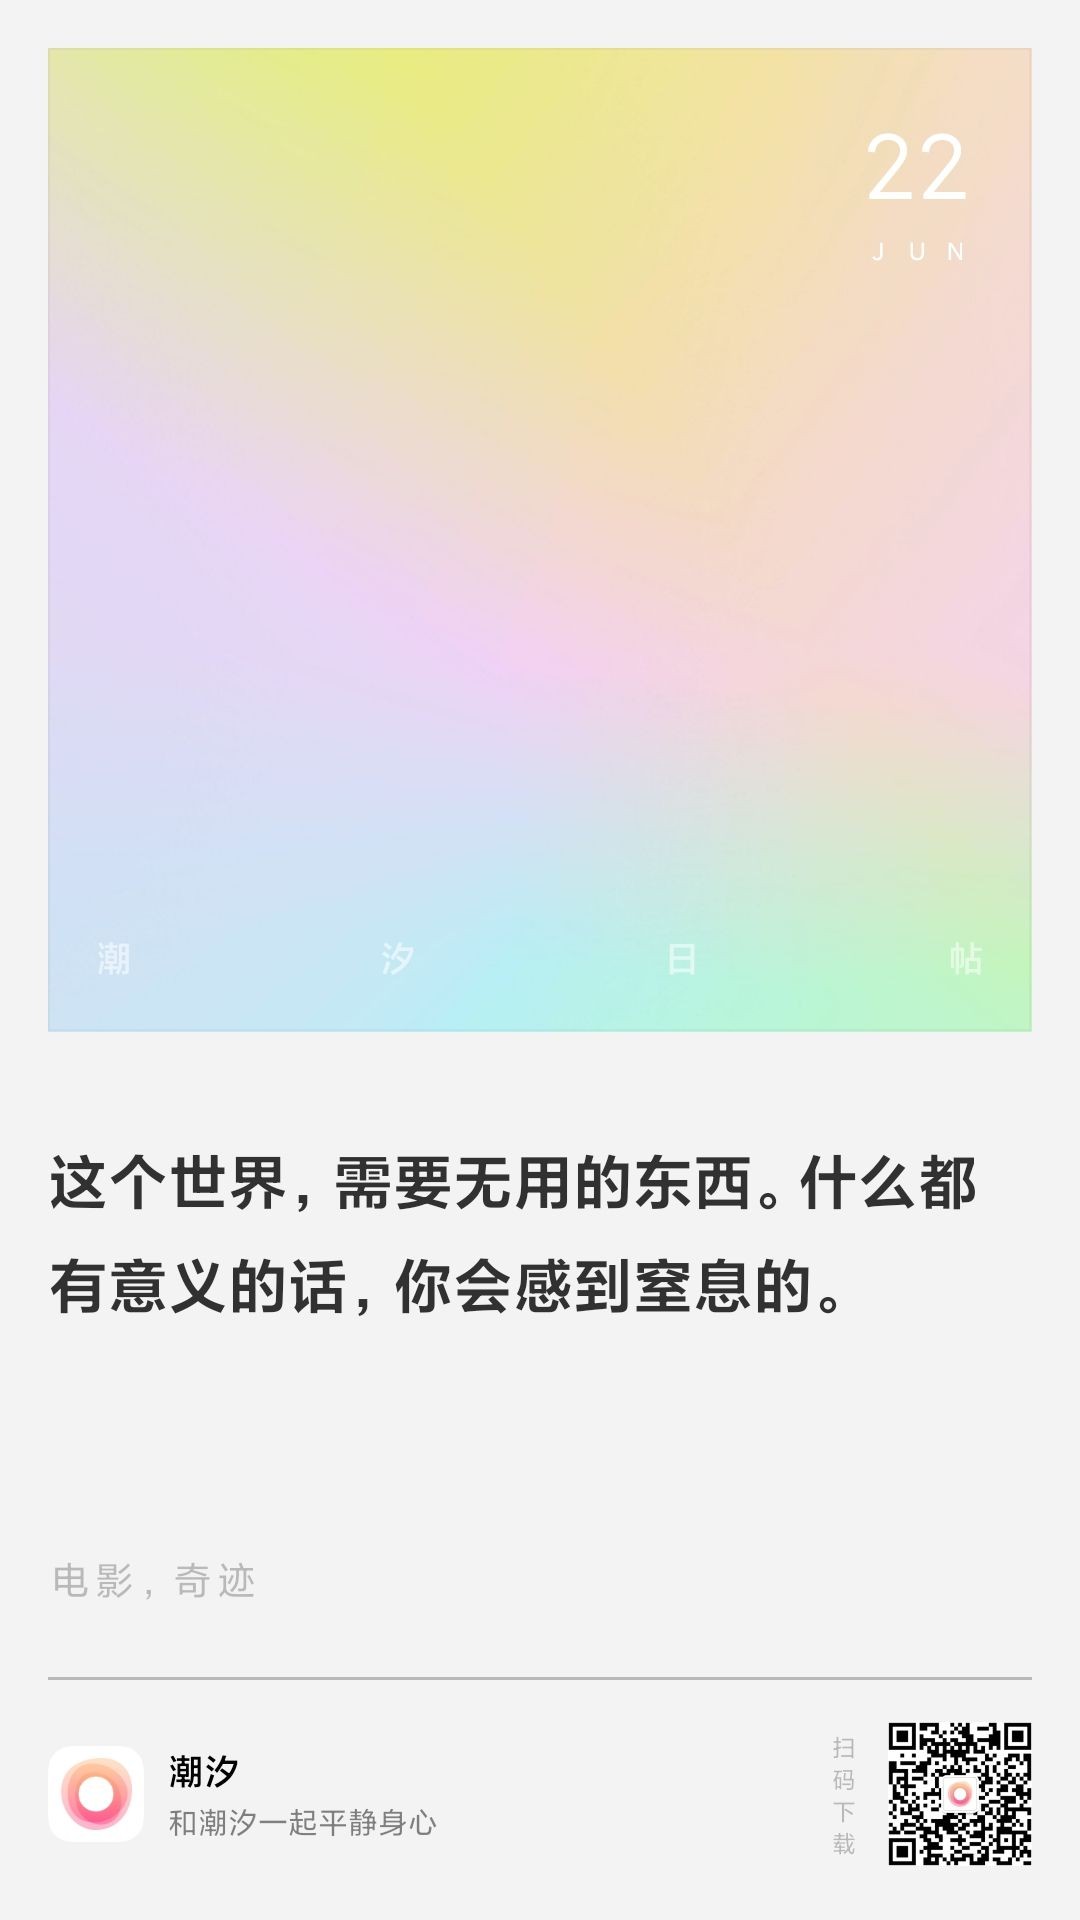 22
JUN
潮汐日帖
这个世界，需要无用的东西。什么都
有意义的话，你会感到窒息的。
电影，奇迹
潮汐
和潮汐一起平静身心
扫码下载